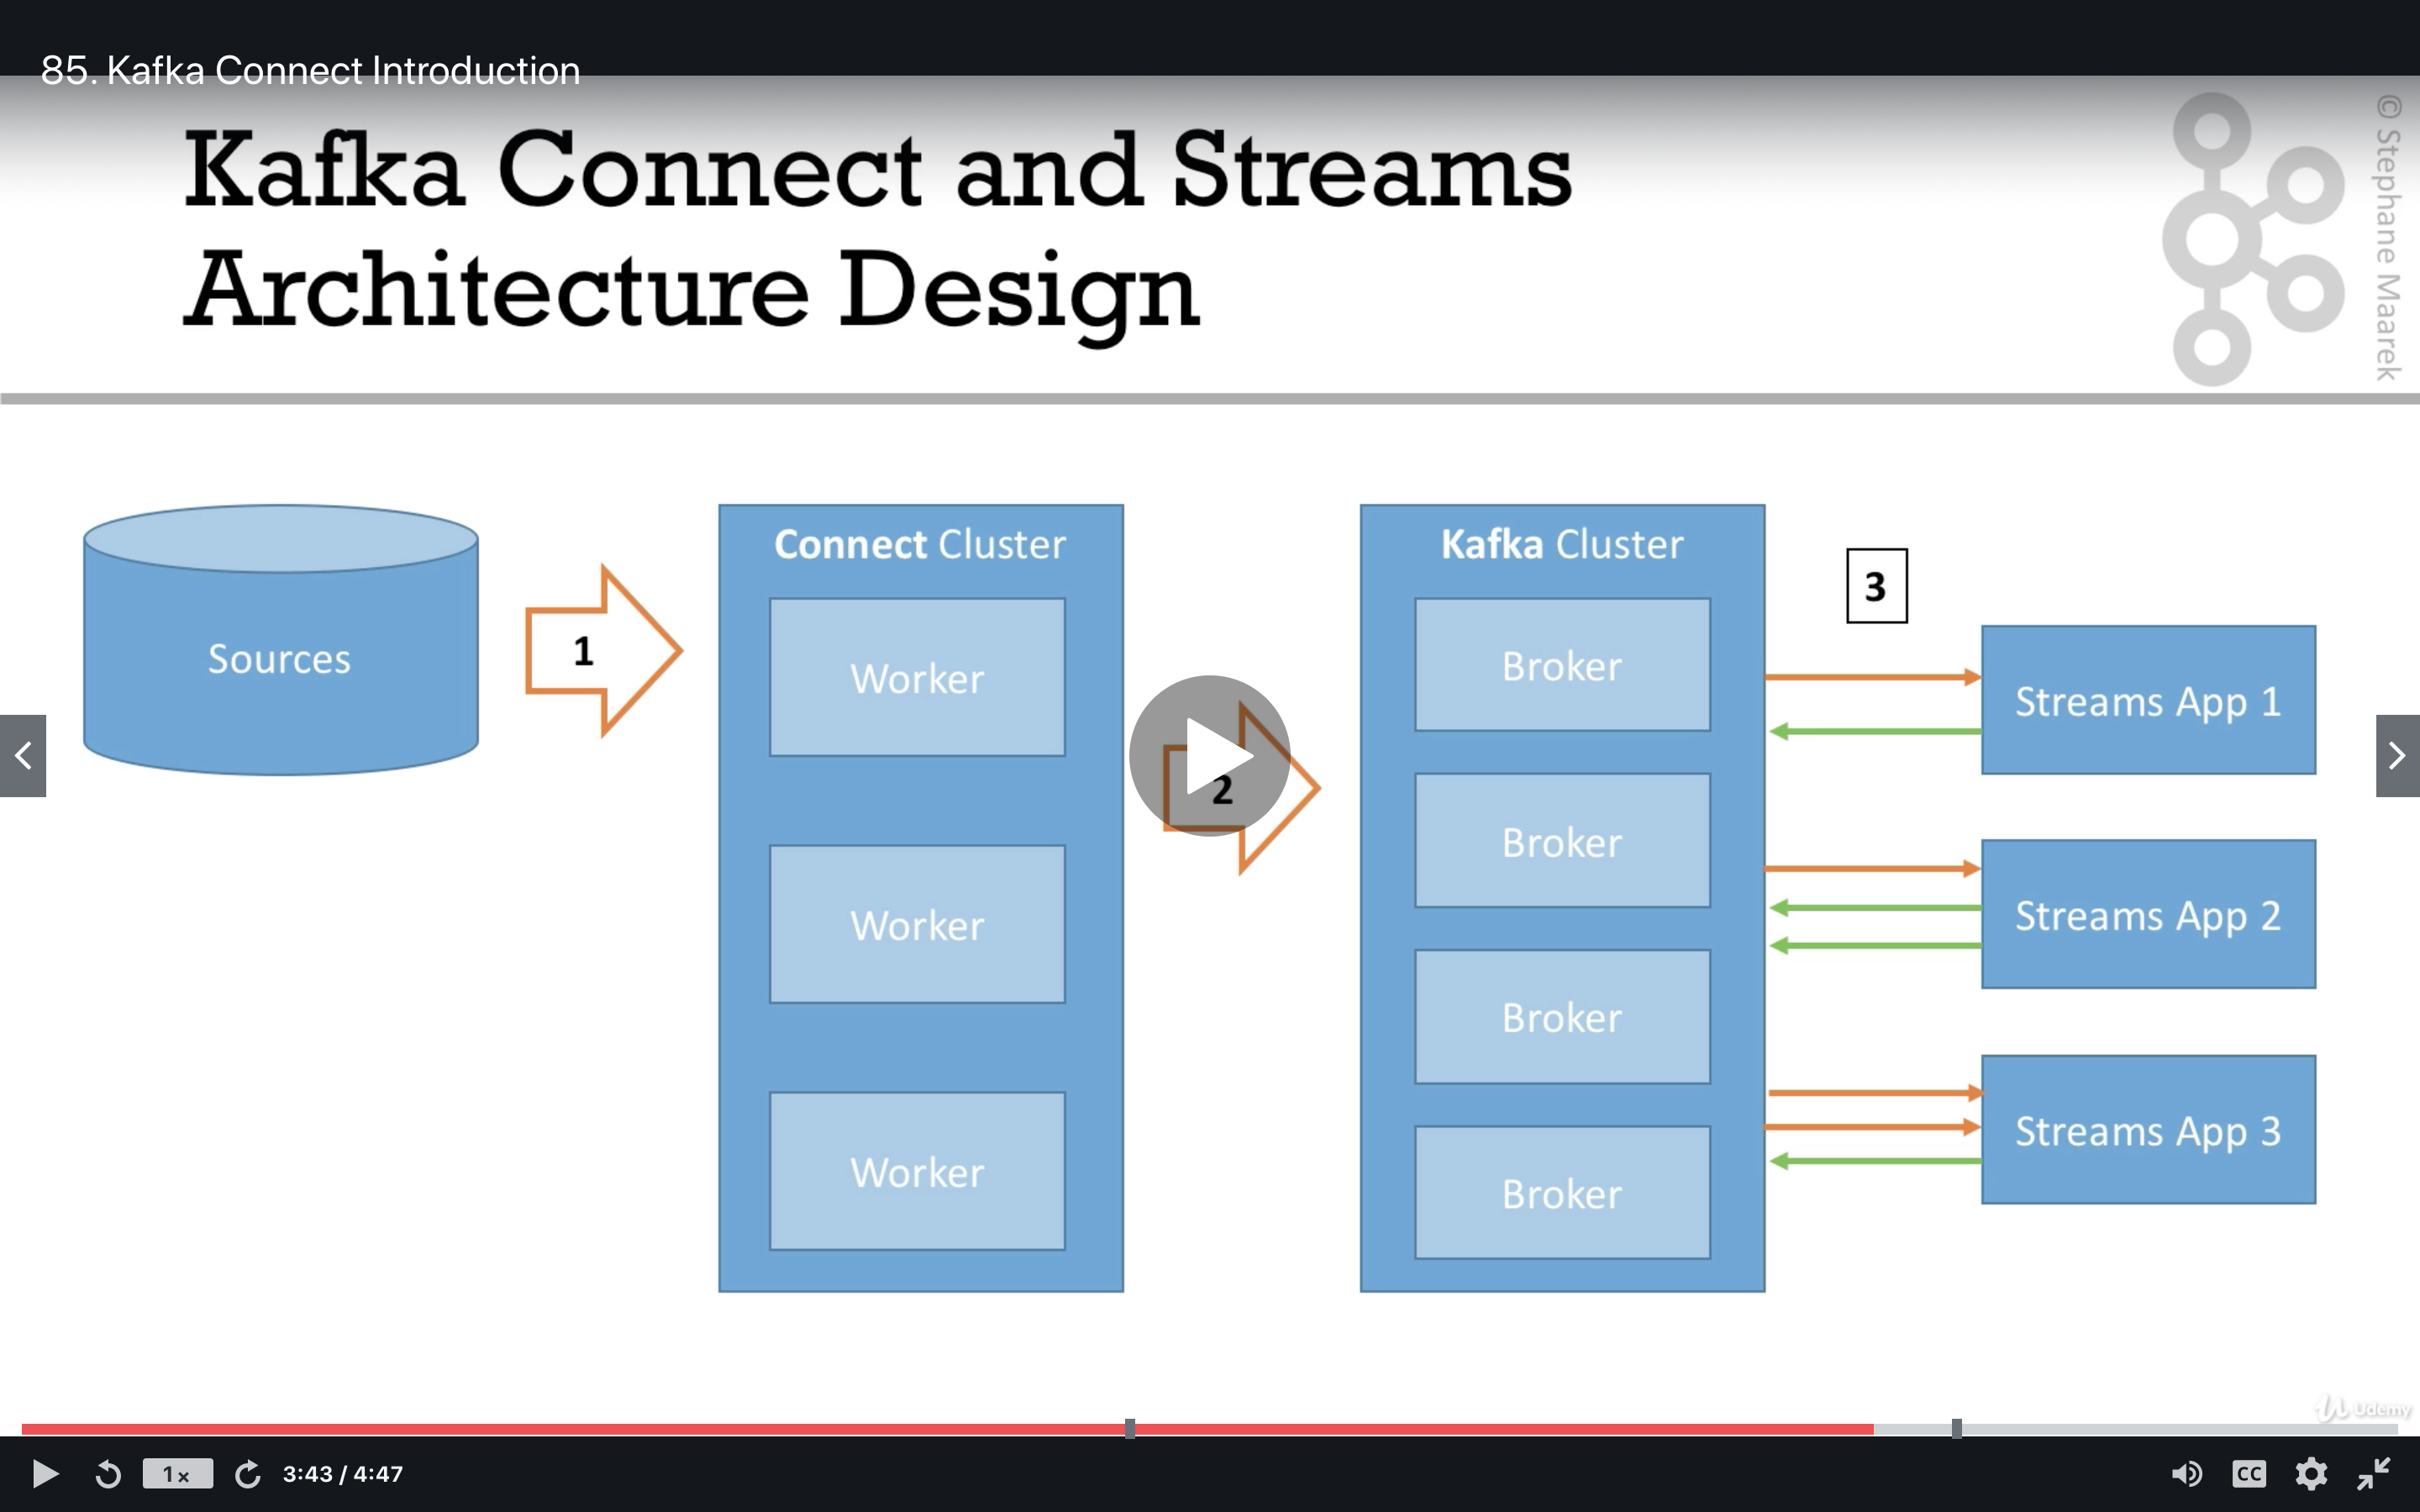 85. Kafka Connect Introduction
Kafka Connect and Streams
Architecture Design
© Stephane Maarek
Sources
1
Connect Cluster
Worker
Worker
Worker
2
Kafka Cluster
Broker
Broker
Broker
Broker
3
Streams App 1
Streams App 2
Streams App 3
Udemy
1x
3:43 / 4:47
CC